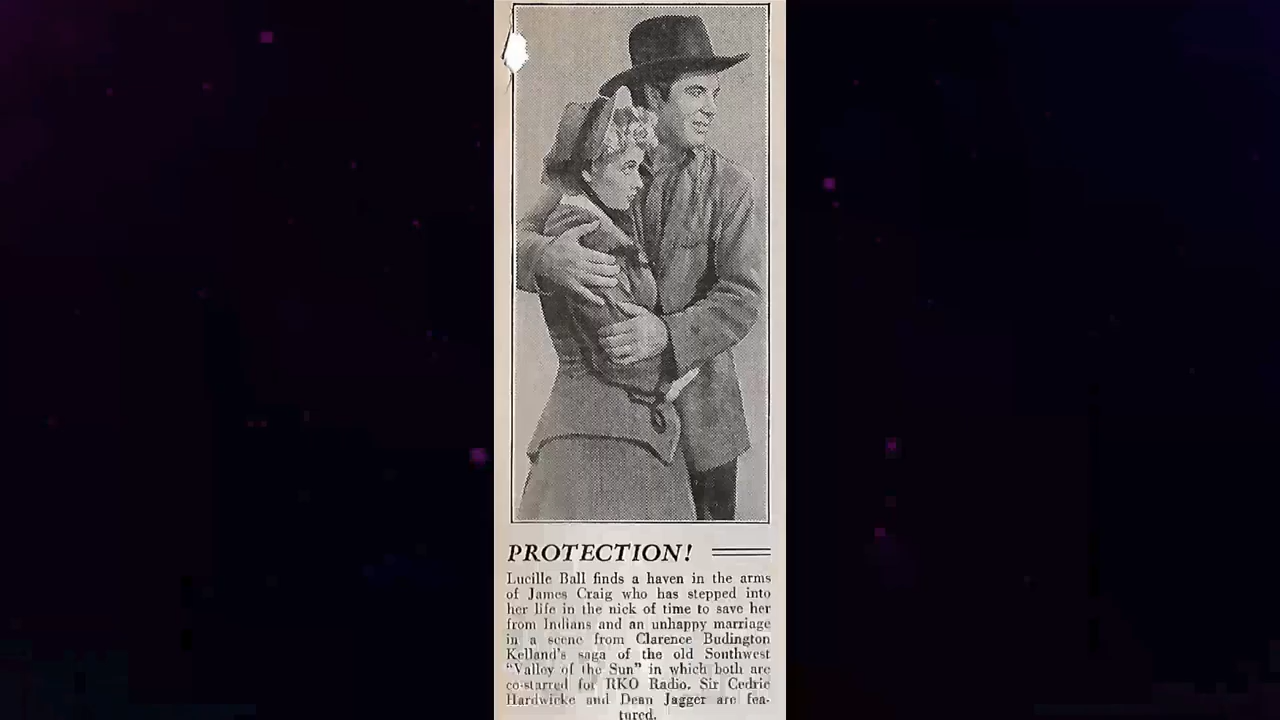 PROTECTION!
Lucille Ball finds a haven in the arms
of James Craig who has stepped into
her life in the nick of time to save her
from Indians and an unhappy marriage
in a scene from Clarence Budington
Kelland's saga of the old Southwest
"Valley of the Sun" in which both are
co-starred for RKO Radio. Sir Cedric
Hardwicke and Dean Jagger are fea-
tured.